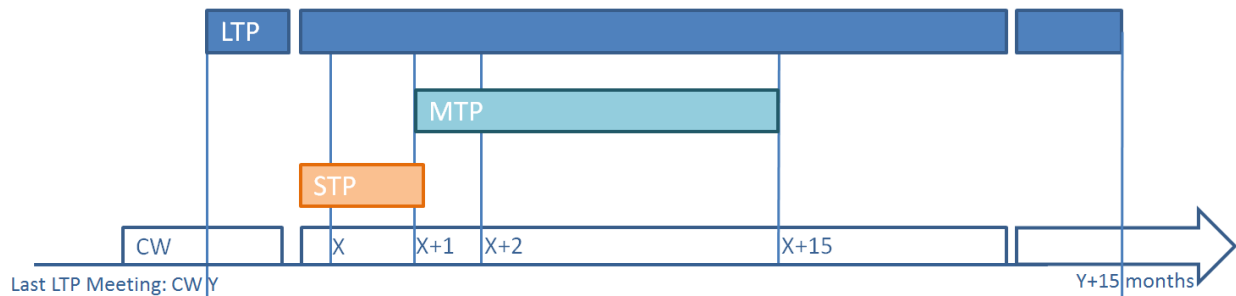 LTP
MTP
STP
CW X X+1 X+2 X+15
Last LTP Meeting: CW Y Y+15 months